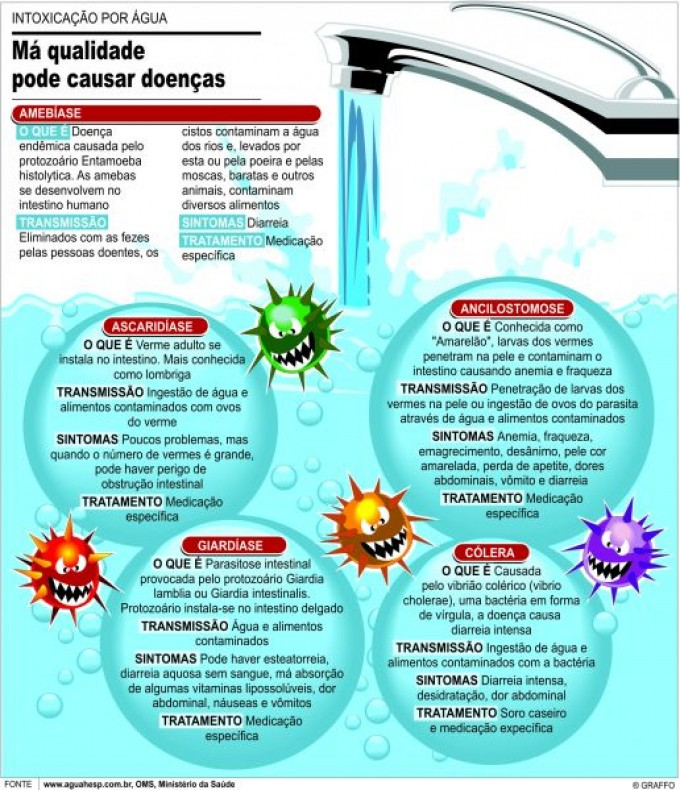 INTOXICAÇÃO POR ÁGUA
Má qualidade
pode causar doenças
AMEBÍASE
O QUE É Doença
endêmica causada pelo
protozoário Entamoeba
histolytica. As amebas
se desenvolvem no
intestino humano
TRANSMISSÃO
Eliminados com as fezes
pelas pessoas doentes, os
cistos contaminam a água
dos rios e, levados por
esta ou pela poeira e pelas
moscas, baratas e outros
animais, contaminam
diversos alimentos
SINTOMAS Diarreia
TRATAMENTO Medicação
específica
ASCARIDÍASE
O QUE É Verme adulto se
instala no intestino. Mais conhecida
como lombriga
TRANSMISSÃO Ingestão de água e
alimentos contaminados com ovos
do verme
SINTOMAS Poucos problemas, mas
quando o número de vermes é grande,
pode haver perigo de
obstrução intestinal
TRATAMENTO Medicação
específica
ANCILOSTOMOSE
O QUE É Conhecida como
"Amarelão", larvas dos vermes
penetram na pele e contaminam o
intestino causando anemia e fraqueza
TRANSMISSÃO Penetração de larvas dos
vermes na pele ou ingestão de ovos do parasita
através de água e alimentos contaminados
SINTOMAS Anemia, fraqueza,
emagrecimento, desânimo, pele cor
amarelada, perda de apetite, dores
abdominais, vômito e diarreia
TRATAMENTO Medicação
específica
GIARDÍASE
O QUE É Parasitose intestinal
provocada pelo protozoário Giardia
lamblia ou Giardia intestinalis.
Protozoário instala-se no intestino delgado
TRANSMISSÃO Água e alimentos
contaminados
SINTOMAS Pode haver esteatorreia,
diarreia aquosa sem sangue, má absorção
de algumas vitaminas lipossolúveis, dor
abdominal, náuseas e vômitos
TRATAMENTO Medicação
específica
CÓLERA
O QUE É Causada
pelo vibrião colérico (vibrio
cholerae), uma bactéria em forma
de vírgula, a doença causa
diarreia intensa
TRANSMISSÃO Ingestão de água e
alimentos contaminados com a bactéria
SINTOMAS Diarreia intensa,
desidratação, dor abdominal
TRATAMENTO Soro caseiro
e medicação expecífica
FONTE www.aguahesp.com.br, OMS, Ministério da Saúde
© GRAFFO